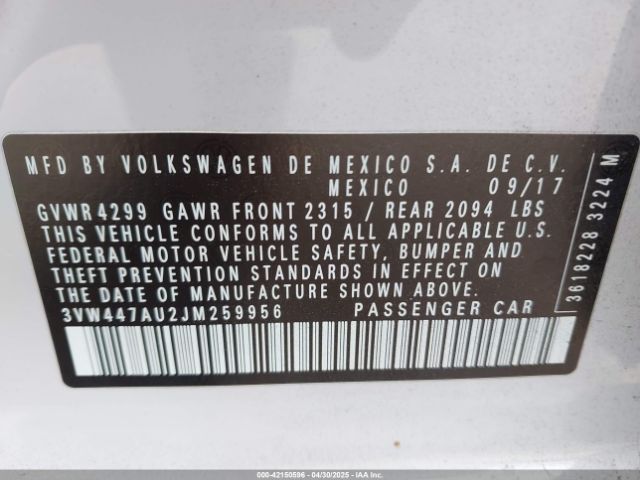 MFD BY VOLKSWAGEN DE MEXICO S.A. DE C.V.
MEXICO 09/17
GVWR 4299 GAWR FRONT 2315 / REAR 2094 LBS
THIS VEHICLE CONFORMS TO ALL APPLICABLE U.S.
FEDERAL MOTOR VEHICLE SAFETY, BUMPER AND
THEFT PREVENTION STANDARDS IN EFFECT ON
THE DATE OF MANUFACTURE SHOWN ABOVE.
3VW447AU2JM259956 PASSENGER CAR
3618228 3224 M
000-42150596 - 04/30/2025 - IAA Inc.